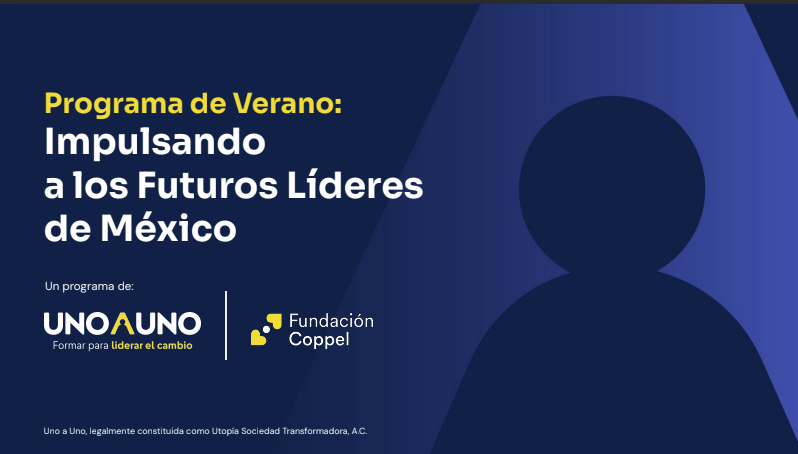 Programa de Verano:
Impulsando
a los Futuros Líderes
de México
Un programa de:
UNOAUNO
Formar para liderar el cambio
Fundación
Coppel
Uno a Uno, legalmente constituida como Utopía Sociedad Transformadora, A.C.